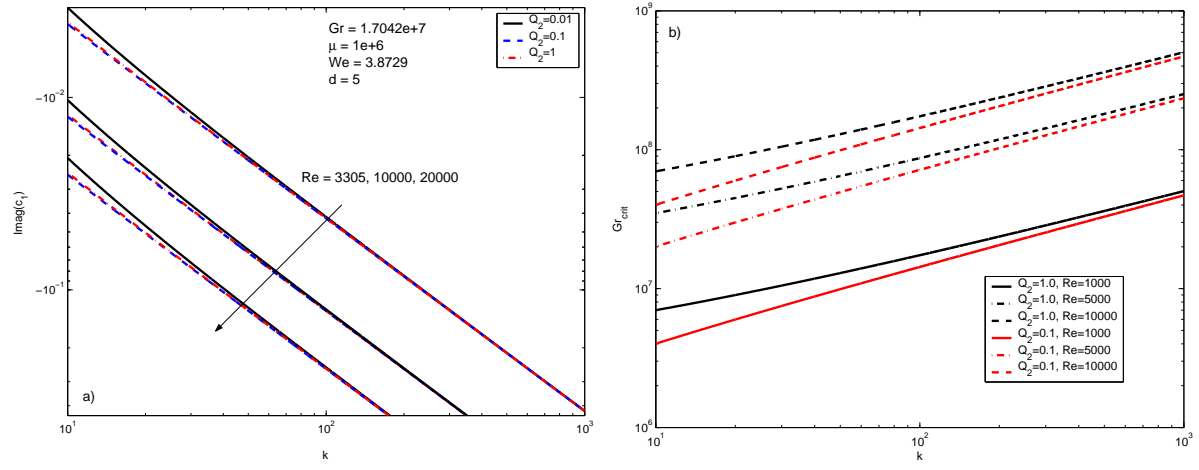 Gr = 1.7042e+7
μ = 1e+6
We = 3.8729
d = 5
Q₂=0.01
Q₂=0.1
Q₂=1
−10⁻²
−10⁻¹
Imag(c₁)
Re = 3305, 10000, 20000
a)
10¹
10²
10³
k
b)
10⁹
10⁸
10⁷
10⁶
Gr_crit
Q₂=1.0, Re=1000
Q₂=1.0, Re=5000
Q₂=1.0, Re=10000
Q₂=0.1, Re=1000
Q₂=0.1, Re=5000
Q₂=0.1, Re=10000
10¹
10²
10³
k